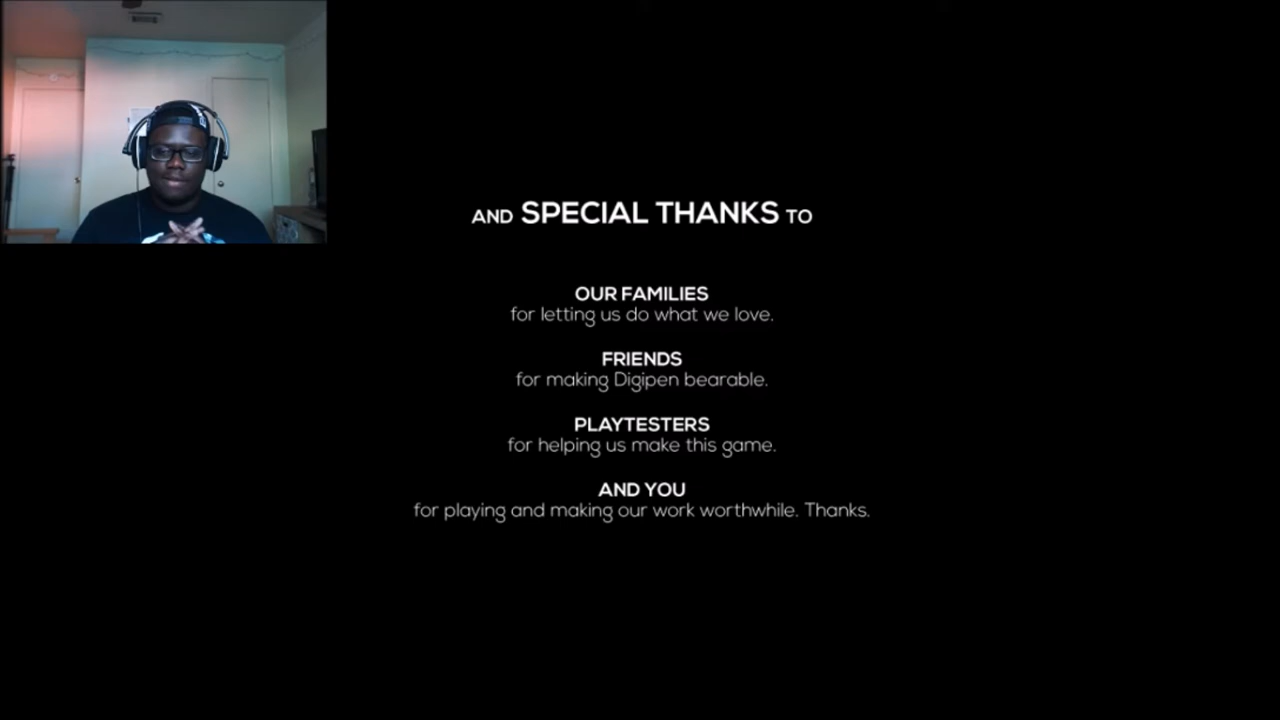 AND SPECIAL THANKS TO
OUR FAMILIES
for letting us do what we love.
FRIENDS
for making Digipen bearable.
PLAYTESTERS
for helping us make this game.
AND YOU
for playing and making our work worthwhile. Thanks.